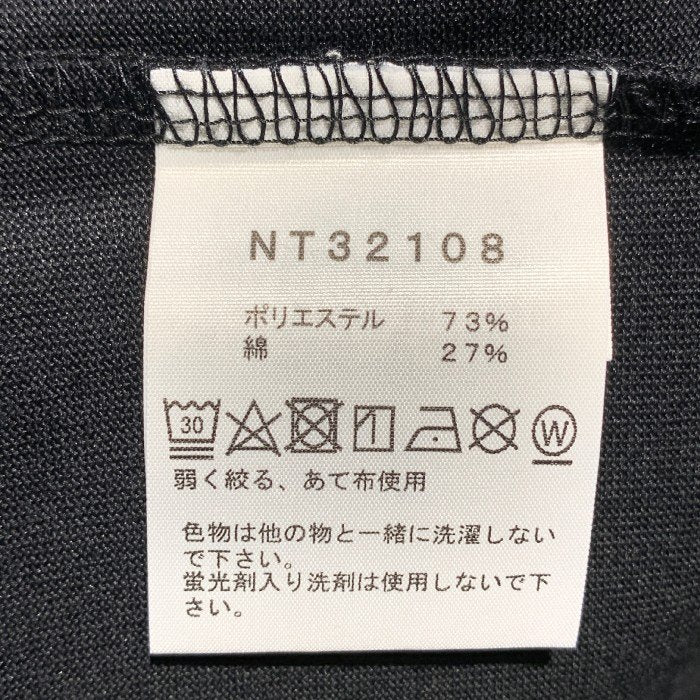 NT32108
ポリエステル 73%
綿 27%
30 W
弱く絞る、あて布使用
色物は他の物と一緒に洗濯しない
で下さい。
蛍光剤入り洗剤は使用しないで下
さい。